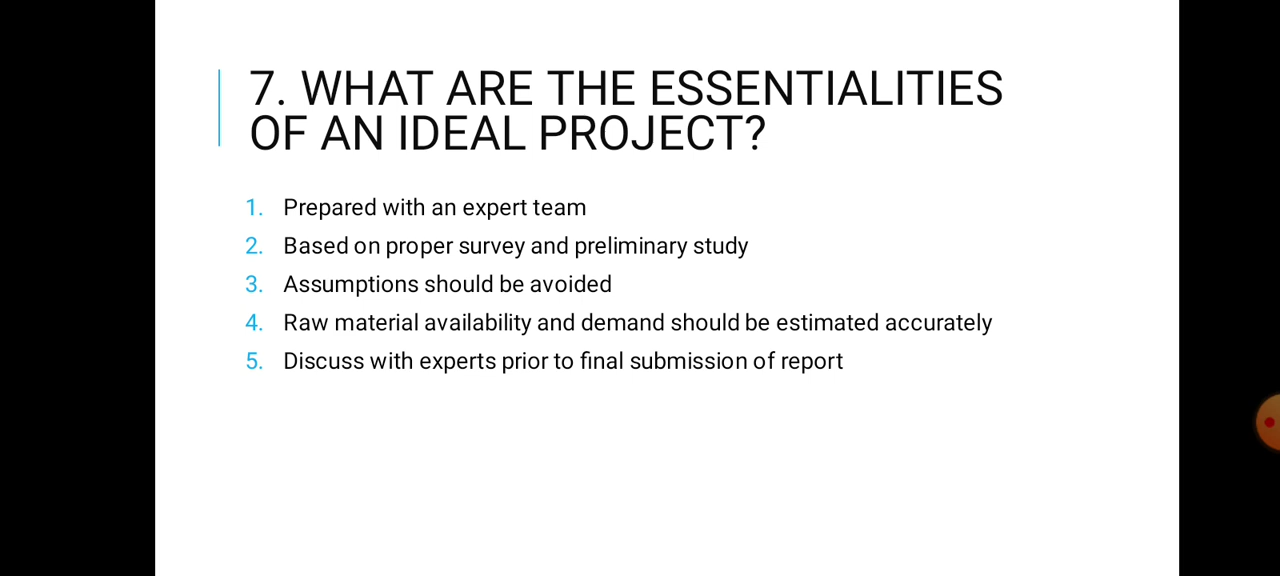 7. WHAT ARE THE ESSENTIALITIES
OF AN IDEAL PROJECT?
1. Prepared with an expert team
2. Based on proper survey and preliminary study
3. Assumptions should be avoided
4. Raw material availability and demand should be estimated accurately
5. Discuss with experts prior to final submission of report